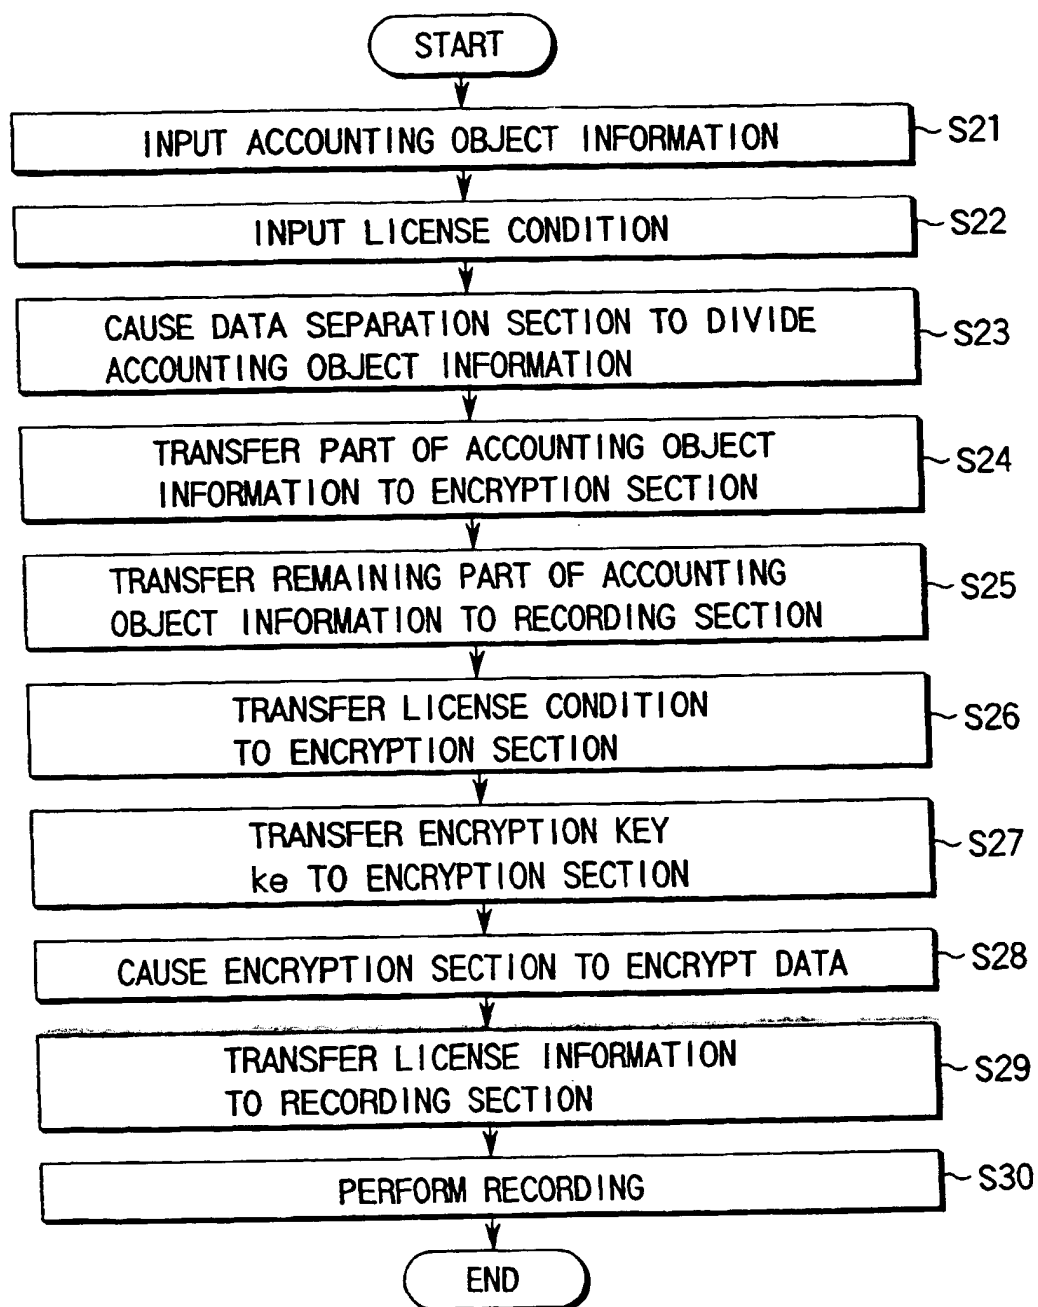 START
INPUT ACCOUNTING OBJECT INFORMATION
S21
INPUT LICENSE CONDITION
S22
CAUSE DATA SEPARATION SECTION TO DIVIDE
ACCOUNTING OBJECT INFORMATION
S23
TRANSFER PART OF ACCOUNTING OBJECT
INFORMATION TO ENCRYPTION SECTION
S24
TRANSFER REMAINING PART OF ACCOUNTING
OBJECT INFORMATION TO RECORDING SECTION
S25
TRANSFER LICENSE CONDITION
TO ENCRYPTION SECTION
S26
TRANSFER ENCRYPTION KEY
ke TO ENCRYPTION SECTION
S27
CAUSE ENCRYPTION SECTION TO ENCRYPT DATA
S28
TRANSFER LICENSE INFORMATION
TO RECORDING SECTION
S29
PERFORM RECORDING
S30
END